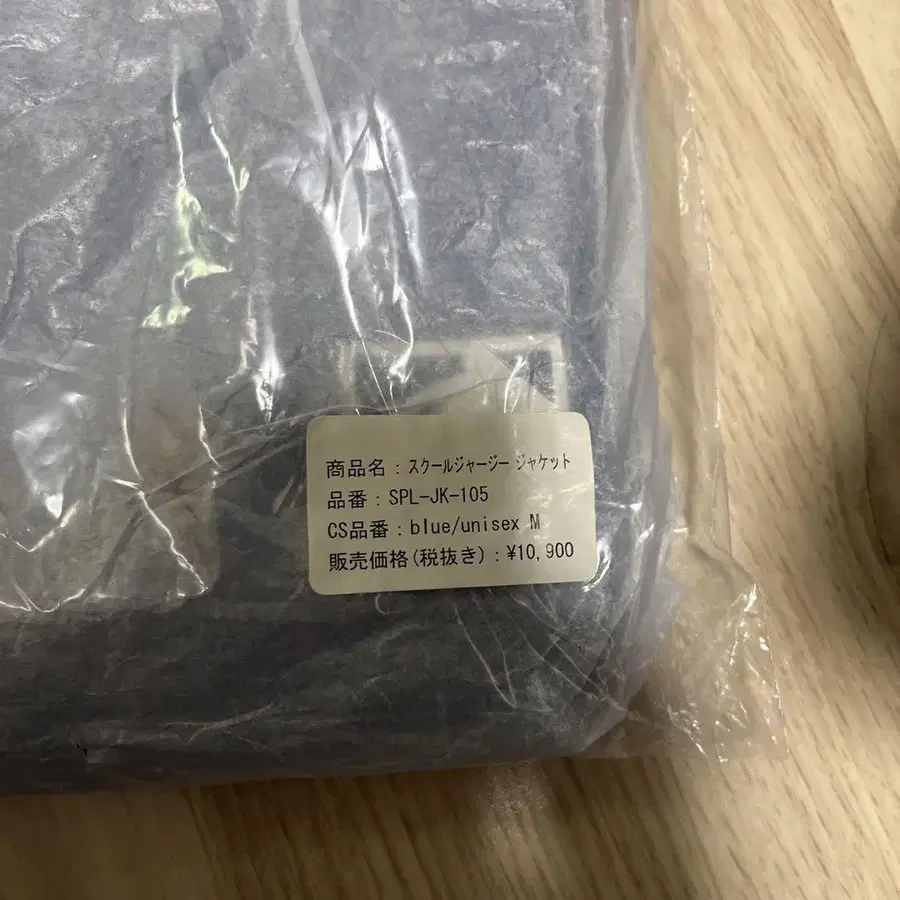 商品名：スクールジャージー ジャケット
品番：SPL-JK-105
CS品番：blue/unisex M
販売価格(税抜き)：¥10,900